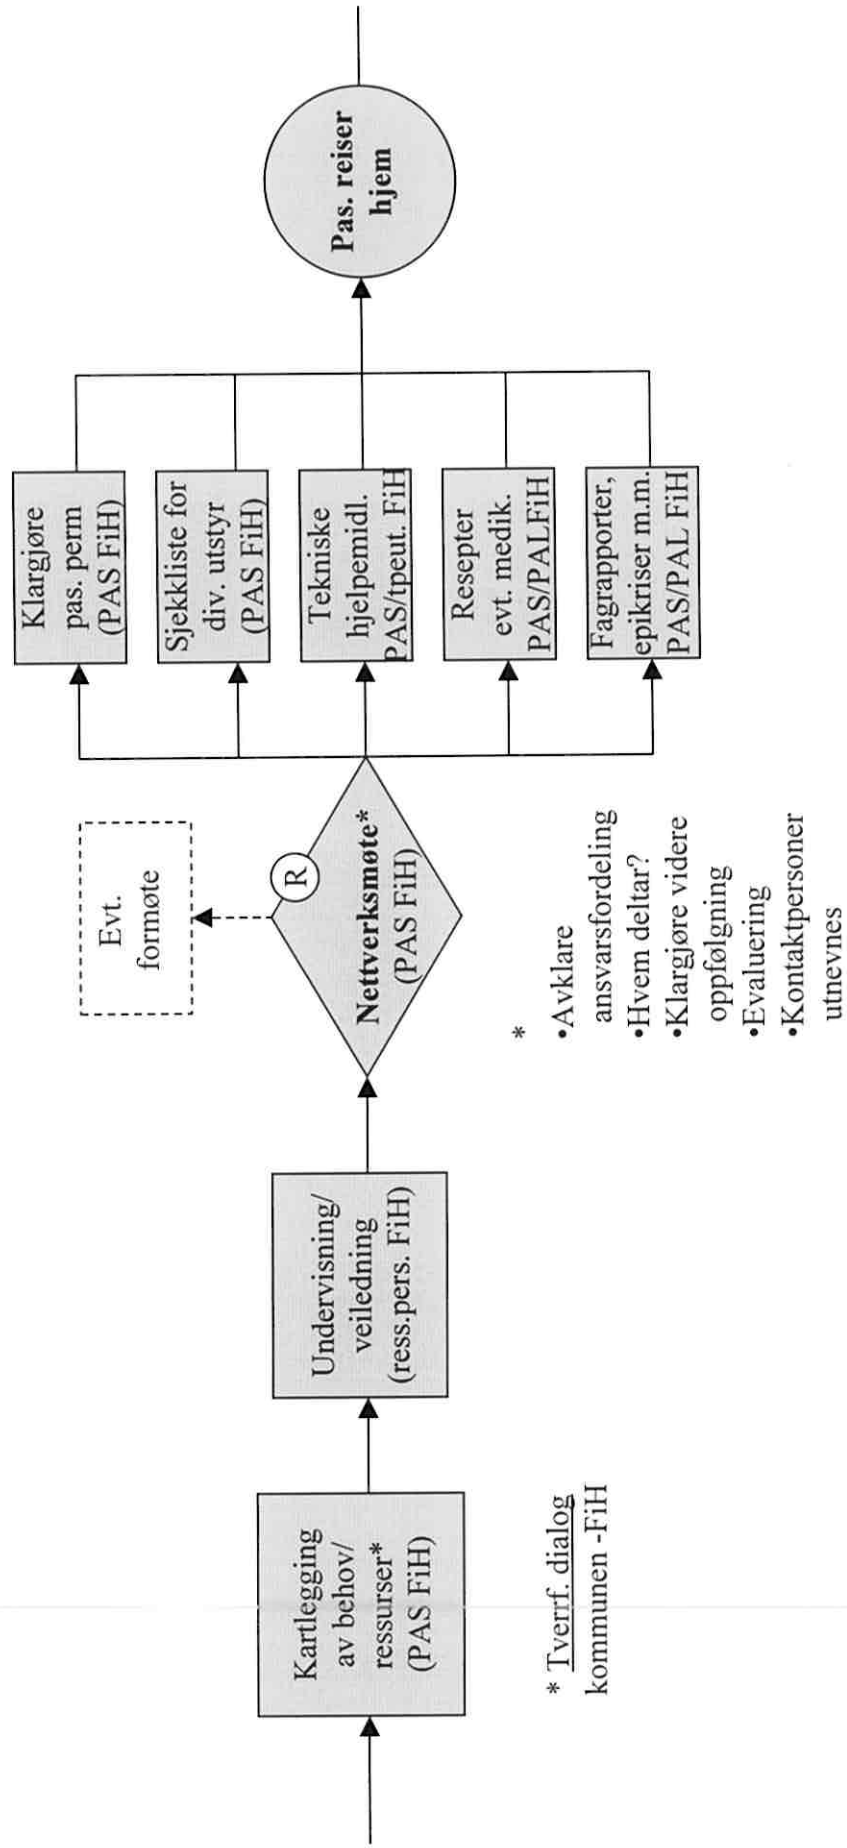 Kartlegging
av behov/
ressurser*
(PAS FiH)
* Tverrf. dialog
kommunen -FiH
Undervisning/
veiledning
(ress.pers. FiH)
Evt.
formøte
R
Nettverksmøte*
(PAS FiH)
*
•Avklare
ansvarsfordeling
•Hvem deltar?
•Klargjøre videre
oppfølgning
•Evaluering
•Kontaktpersoner
utnevnes
Klargjøre
pas. perm
(PAS FiH)
Sjekkliste for
div. utstyr
(PAS FiH)
Tekniske
hjelpemidl.
PAS/tpeut. FiH
Resepter
evt. medik.
PAS/PALFiH
Fagrapporter,
epikriser m.m.
PAS/PAL FiH
Pas. reiser
hjem